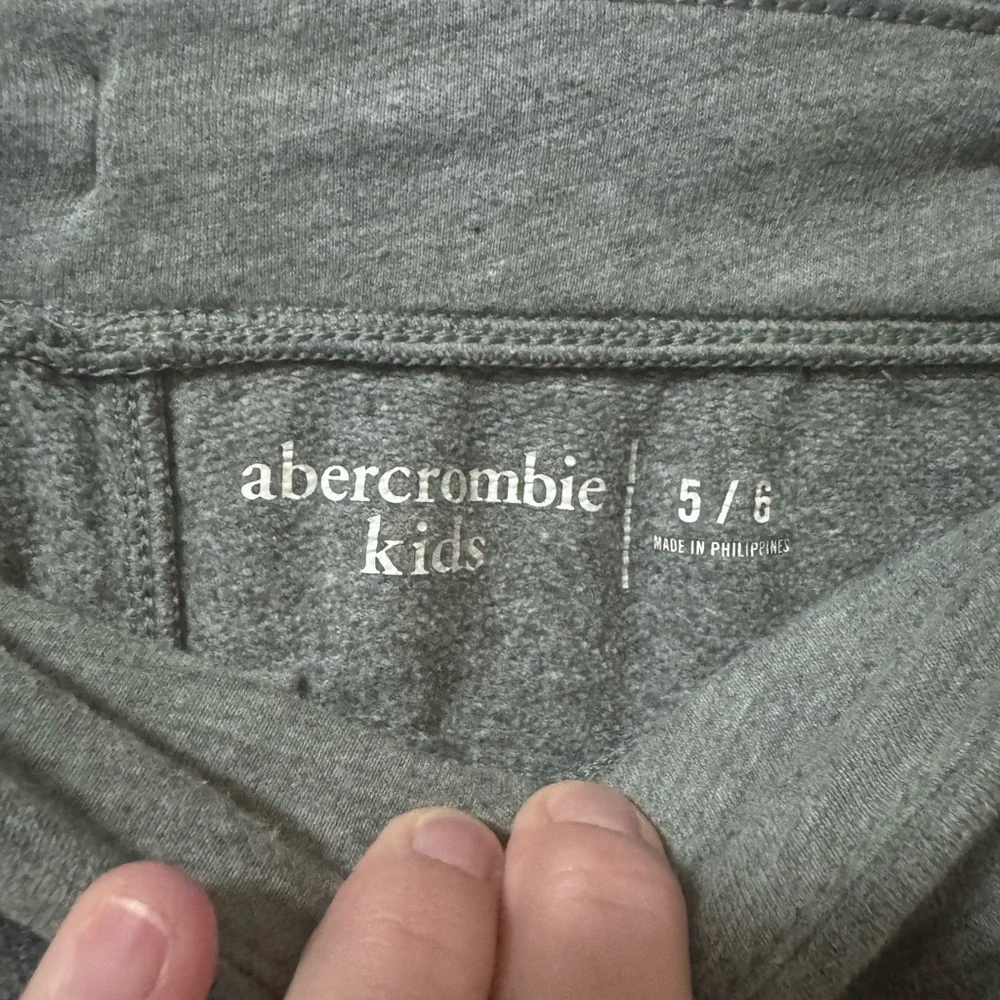 abercrombie
kids
5 / 6
MADE IN PHILIPPINES